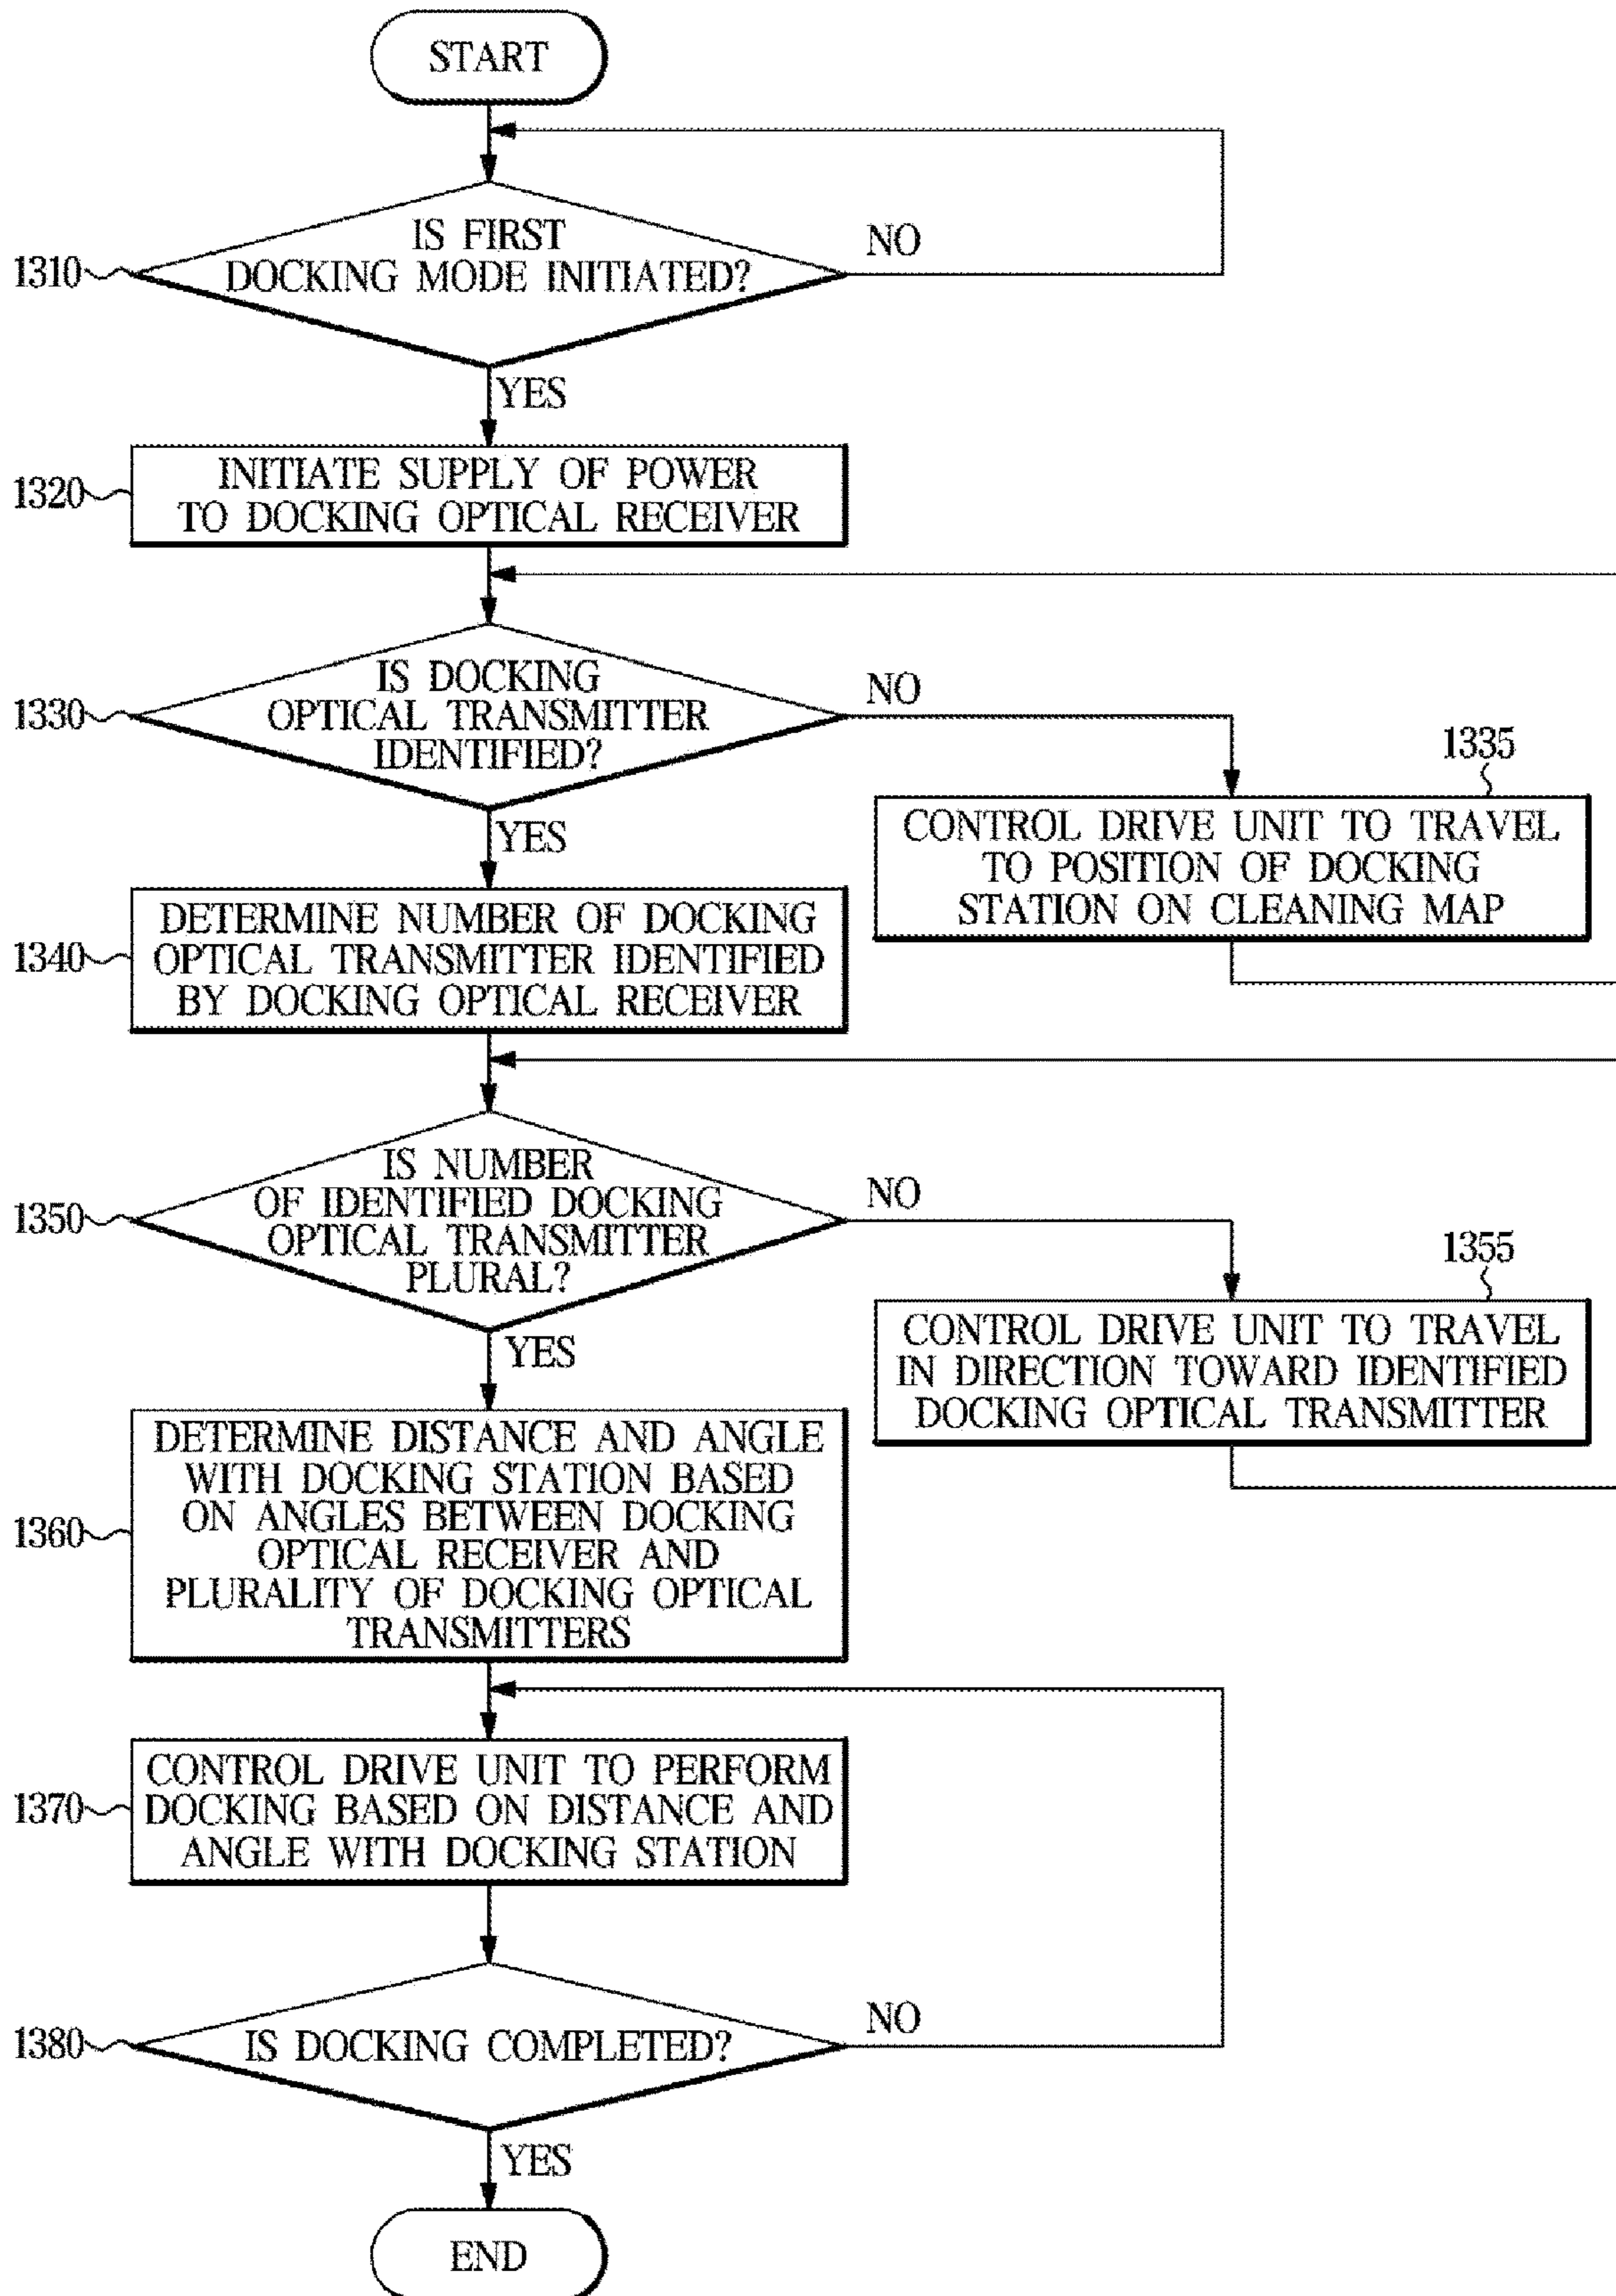 START
IS FIRST
DOCKING MODE INITIATED?
NO
1310
YES
INITIATE SUPPLY OF POWER
TO DOCKING OPTICAL RECEIVER
1320
IS DOCKING
OPTICAL TRANSMITTER
IDENTIFIED?
NO
1330
1335
YES
CONTROL DRIVE UNIT TO TRAVEL
TO POSITION OF DOCKING
STATION ON CLEANING MAP
DETERMINE NUMBER OF DOCKING
OPTICAL TRANSMITTER IDENTIFIED
BY DOCKING OPTICAL RECEIVER
1340
IS NUMBER
OF IDENTIFIED DOCKING
OPTICAL TRANSMITTER
PLURAL?
NO
1350
1355
YES
CONTROL DRIVE UNIT TO TRAVEL
IN DIRECTION TOWARD IDENTIFIED
DOCKING OPTICAL TRANSMITTER
DETERMINE DISTANCE AND ANGLE
WITH DOCKING STATION BASED
ON ANGLES BETWEEN DOCKING
OPTICAL RECEIVER AND
PLURALITY OF DOCKING OPTICAL
TRANSMITTERS
1360
CONTROL DRIVE UNIT TO PERFORM
DOCKING BASED ON DISTANCE AND
ANGLE WITH DOCKING STATION
1370
IS DOCKING COMPLETED?
NO
1380
YES
END